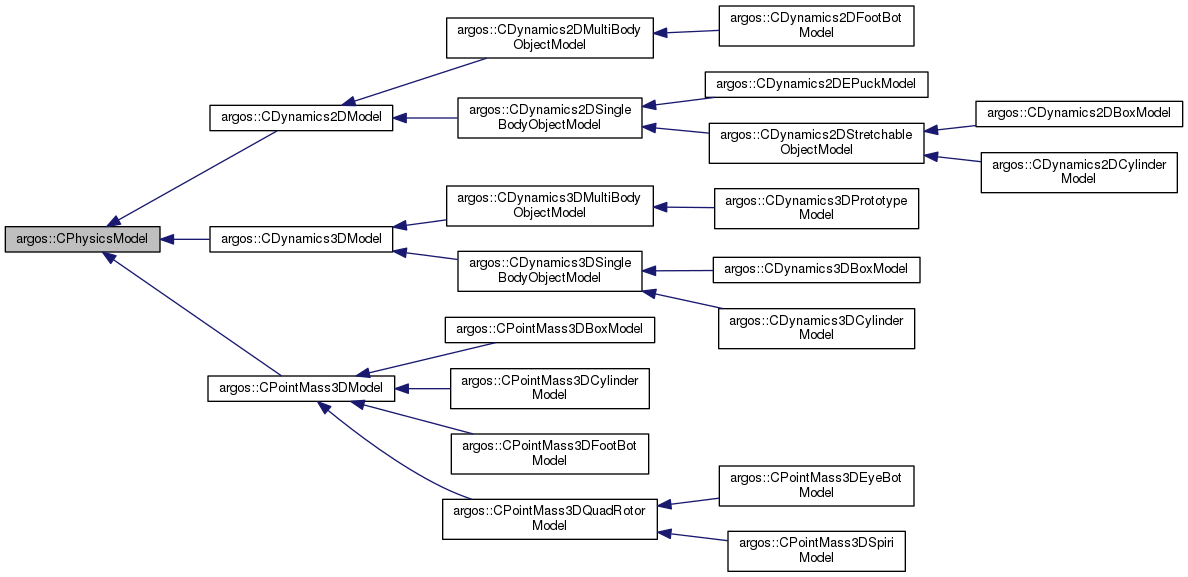 argos::CPhysicsModel
argos::CDynamics2DModel
argos::CDynamics2DMultiBody
ObjectModel
argos::CDynamics2DFootBot
Model
argos::CDynamics2DSingle
BodyObjectModel
argos::CDynamics2DEPuckModel
argos::CDynamics2DStretchable
ObjectModel
argos::CDynamics2DBoxModel
argos::CDynamics2DCylinder
Model
argos::CDynamics3DModel
argos::CDynamics3DMultiBody
ObjectModel
argos::CDynamics3DPrototype
Model
argos::CDynamics3DSingle
BodyObjectModel
argos::CDynamics3DBoxModel
argos::CDynamics3DCylinder
Model
argos::CPointMass3DModel
argos::CPointMass3DBoxModel
argos::CPointMass3DCylinder
Model
argos::CPointMass3DFootBot
Model
argos::CPointMass3DQuadRotor
Model
argos::CPointMass3DEyeBot
Model
argos::CPointMass3DSpiri
Model